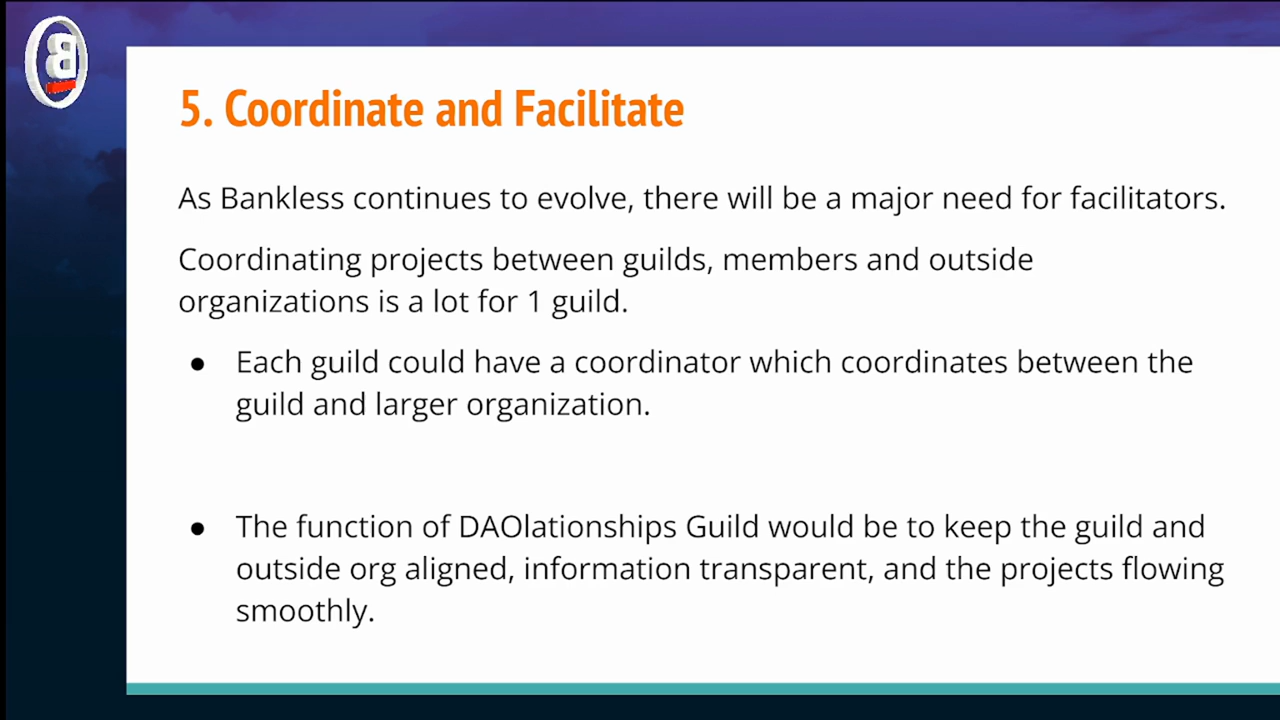 B
5. Coordinate and Facilitate
As Bankless continues to evolve, there will be a major need for facilitators.
Coordinating projects between guilds, members and outside
organizations is a lot for 1 guild.
● Each guild could have a coordinator which coordinates between the
guild and larger organization.
● The function of DAOlationships Guild would be to keep the guild and
outside org aligned, information transparent, and the projects flowing
smoothly.